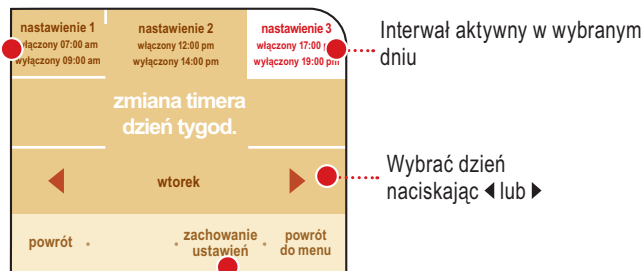 nastawienie 1
włączony 07:00 am
wyłączony 09:00 am
nastawienie 2
włączony 12:00 pm
wyłączony 14:00 pm
nastawienie 3
włączony 17:00 pm
wyłączony 19:00 pm
Interwał aktywny w wybranym
dniu
zmiana timera
dzień tygod.
wtorek
Wybrać dzień
naciskając ◀ lub ▶
powrót
zachowanie
ustawień
powrót
do menu